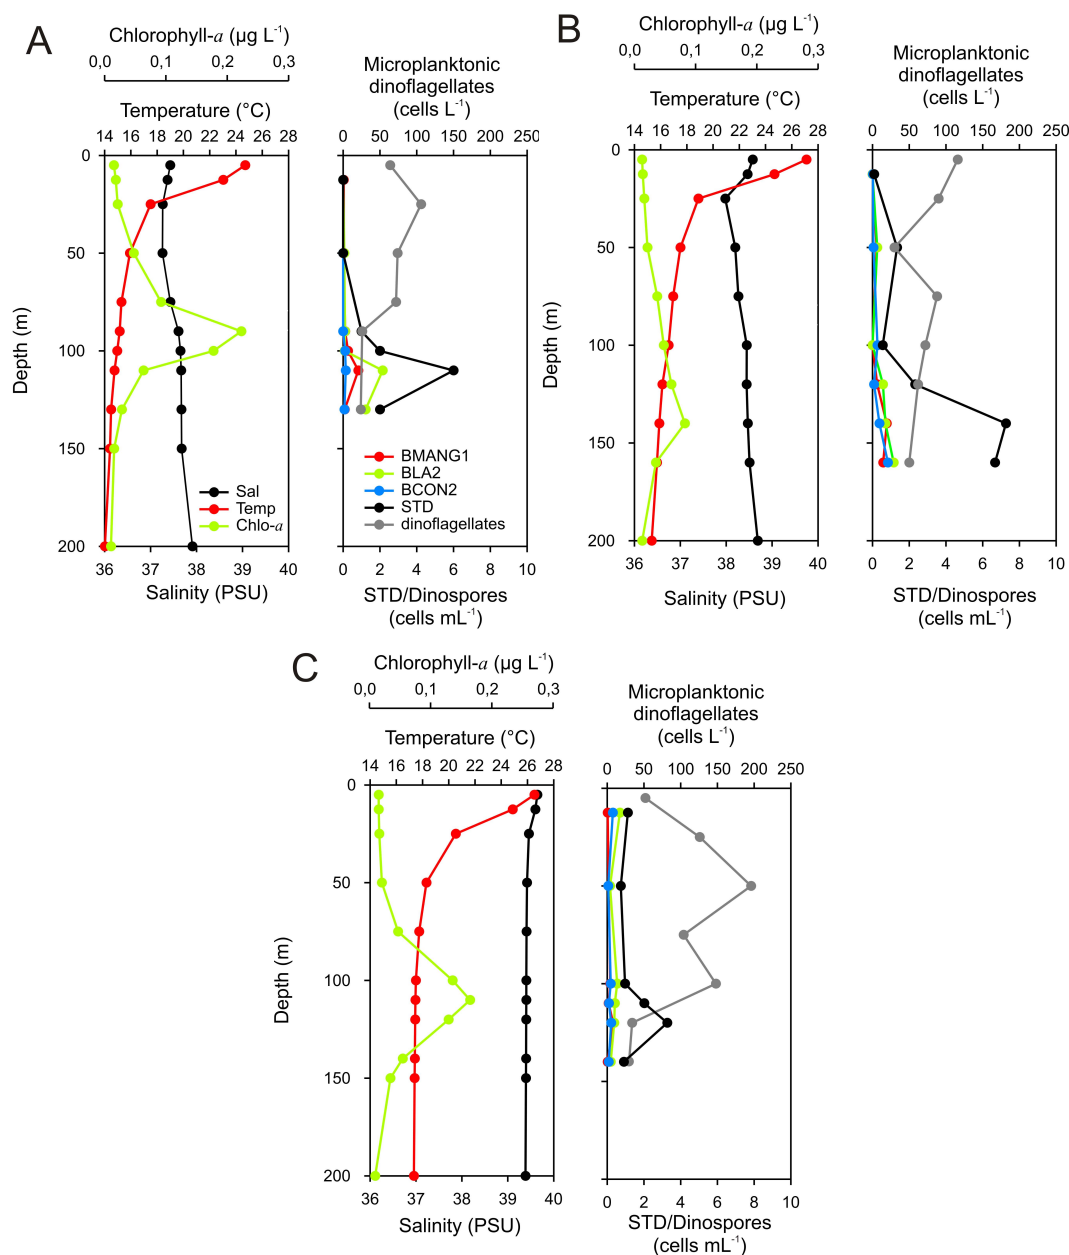 A
Chlorophyll-a (µg L-1)
0,0 0,1 0,2 0,3
Temperature (°C)
14 16 18 20 22 24 26 28
Microplanktonic
dinoflagellates
(cells L-1)
0 50 100 150 200 250
0
50
100
150
200
Depth (m)
Sal
Temp
Chlo-a
36 37 38 39 40
Salinity (PSU)
BMANG1
BLA2
BCON2
STD
dinoflagellates
0 2 4 6 8 10
STD/Dinospores
(cells mL-1)
B
Chlorophyll-a (µg L-1)
0,0 0,1 0,2 0,3
Temperature (°C)
14 16 18 20 22 24 26 28
Microplanktonic
dinoflagellates
(cells L-1)
0 50 100 150 200 250
0
50
100
150
200
Depth (m)
36 37 38 39 40
Salinity (PSU)
0 2 4 6 8 10
STD/Dinospores
(cells mL-1)
C
Chlorophyll-a (µg L-1)
0,0 0,1 0,2 0,3
Temperature (°C)
14 16 18 20 22 24 26 28
Microplanktonic
dinoflagellates
(cells L-1)
0 50 100 150 200 250
0
50
100
150
200
Depth (m)
36 37 38 39 40
Salinity (PSU)
0 2 4 6 8 10
STD/Dinospores
(cells mL-1)